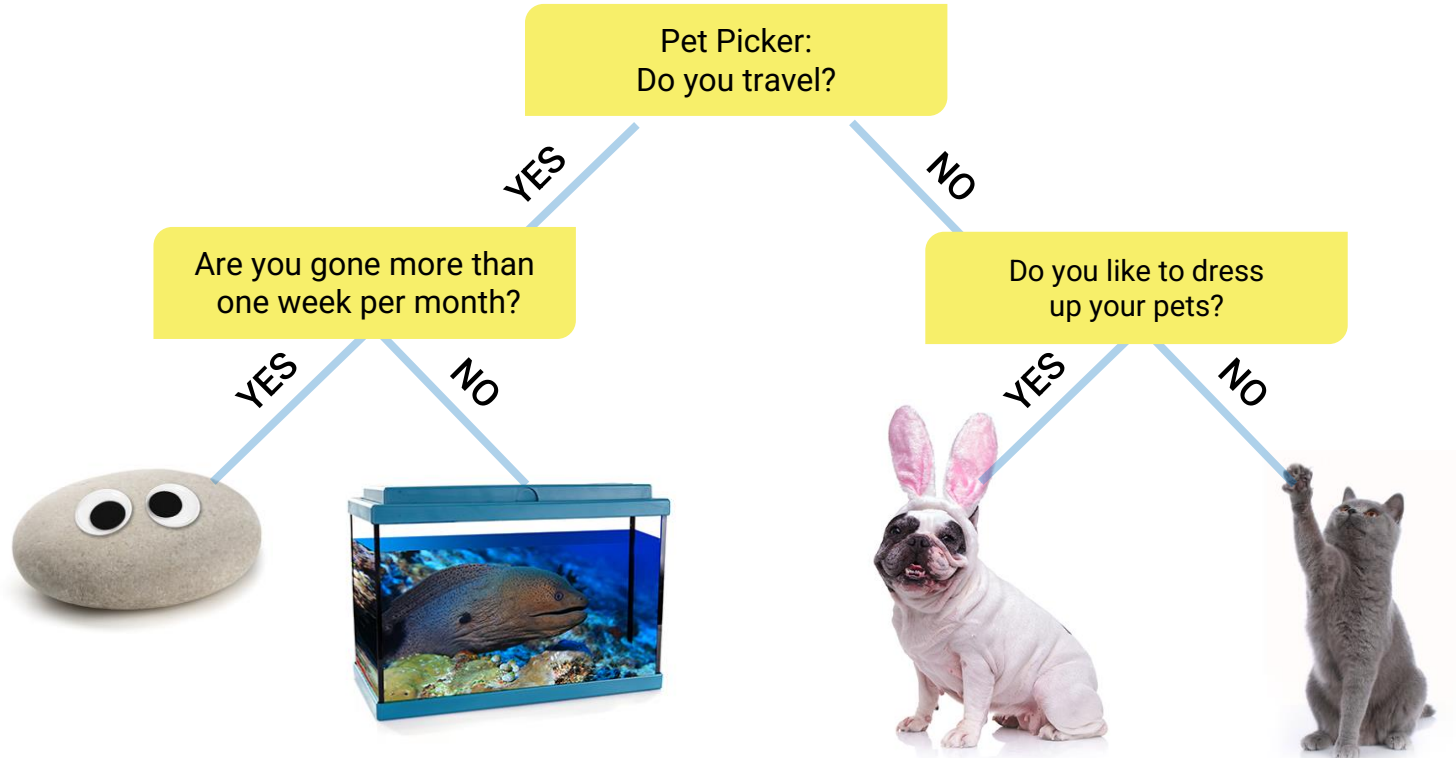 Pet Picker:
Do you travel?
YES
NO
Are you gone more than
one week per month?
Do you like to dress
up your pets?
YES
NO
YES
NO